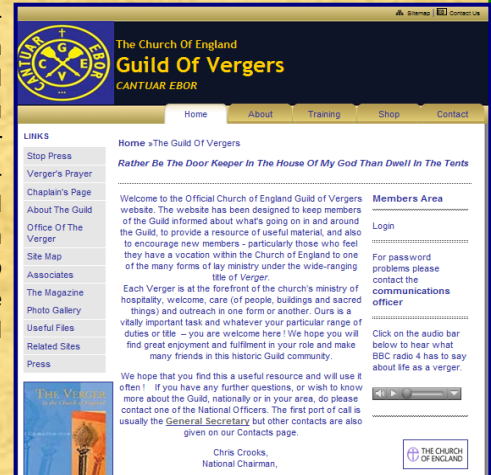 Sitemap | Contact Us
CANTUAR EBOR
C G E V
The Church Of England
Guild Of Vergers
CANTUAR EBOR
Home About Training Shop Contact
LINKS
Stop Press
Verger's Prayer
Chaplain's Page
About The Guild
Office Of The
Verger
Site Map
Associates
The Magazine
Photo Gallery
Useful Files
Related Sites
Press
THE VERGER
Home »The Guild Of Vergers
Rather Be The Door Keeper In The House Of My God Than Dwell In The Tents
Welcome to the Official Church of England Guild of Vergers
website. The website has been designed to keep members
of the Guild informed about what's going on in and around
the Guild, to provide a resource of useful material, and also
to encourage new members - particularly those who feel
they have a vocation within the Church of England to one
of the many forms of lay ministry under the wide-ranging
title of Verger.
Each Verger is at the forefront of the church's ministry of
hospitality, welcome, care (of people, buildings and sacred
things) and outreach in one form or another. Ours is a
vitally important task and whatever your particular range of
duties or title – you are welcome here ! We hope you will
find great enjoyment and fulfilment in your role and make
many friends in this historic Guild community.
We hope that you find this a useful resource and will use it
often ! If you have any further questions, or wish to know
more about the Guild, nationally or in your area, do please
contact one of the National Officers. The first port of call is
usually the General Secretary but other contacts are also
given on our Contacts page.
Chris Crooks,
National Chairman,
Members Area
Login
For password
problems please
contact the
communications
officer
Click on the audio bar
below to hear what
BBC radio 4 has to say
about life as a verger.
THE CHURCH
OF ENGLAND